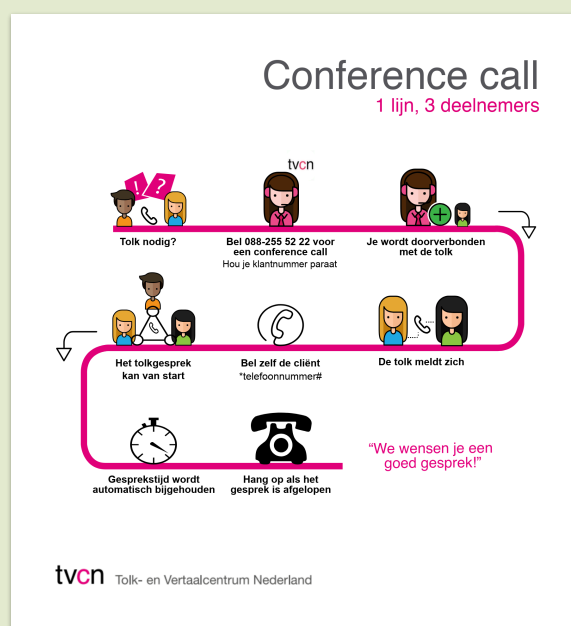 Conference call
1 lijn, 3 deelnemers
! ?
tvcn
Tolk nodig?
Bel 088-255 52 22 voor
een conference call
Hou je klantnummer paraat
Je wordt doorverbonden
met de tolk
Het tolkgesprek
kan van start
Bel zelf de cliënt
*telefoonnummer#
De tolk meldt zich
Gesprekstijd wordt
automatisch bijgehouden
Hang op als het
gesprek is afgelopen
“We wensen je een
goed gesprek!”
tvcn Tolk- en Vertaalcentrum Nederland